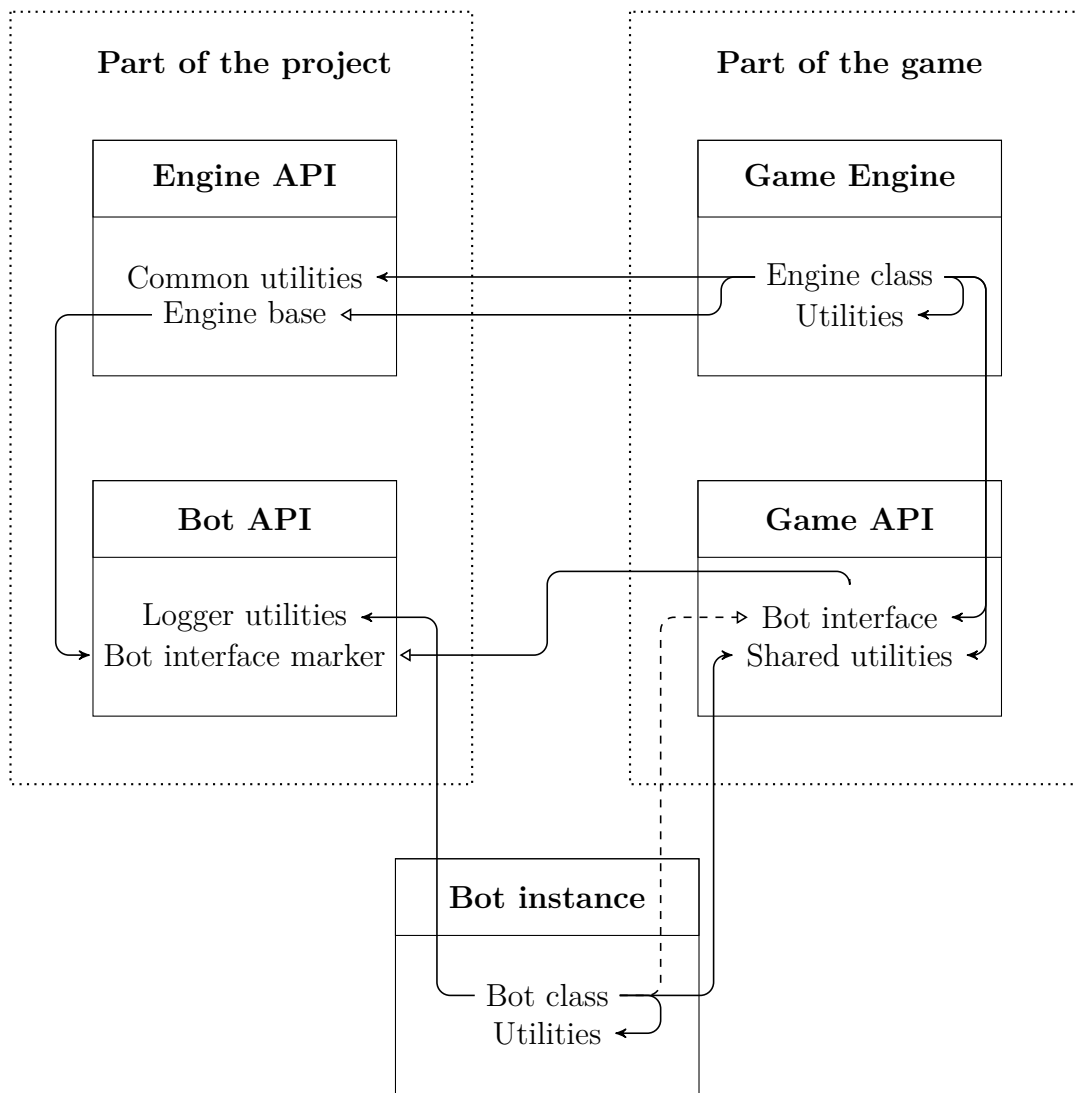 Part of the project
Part of the game
Engine API
Game Engine
Common utilities
Engine base
Engine class
Utilities
Bot API
Game API
Logger utilities
Bot interface marker
Bot interface
Shared utilities
Bot instance
Bot class
Utilities